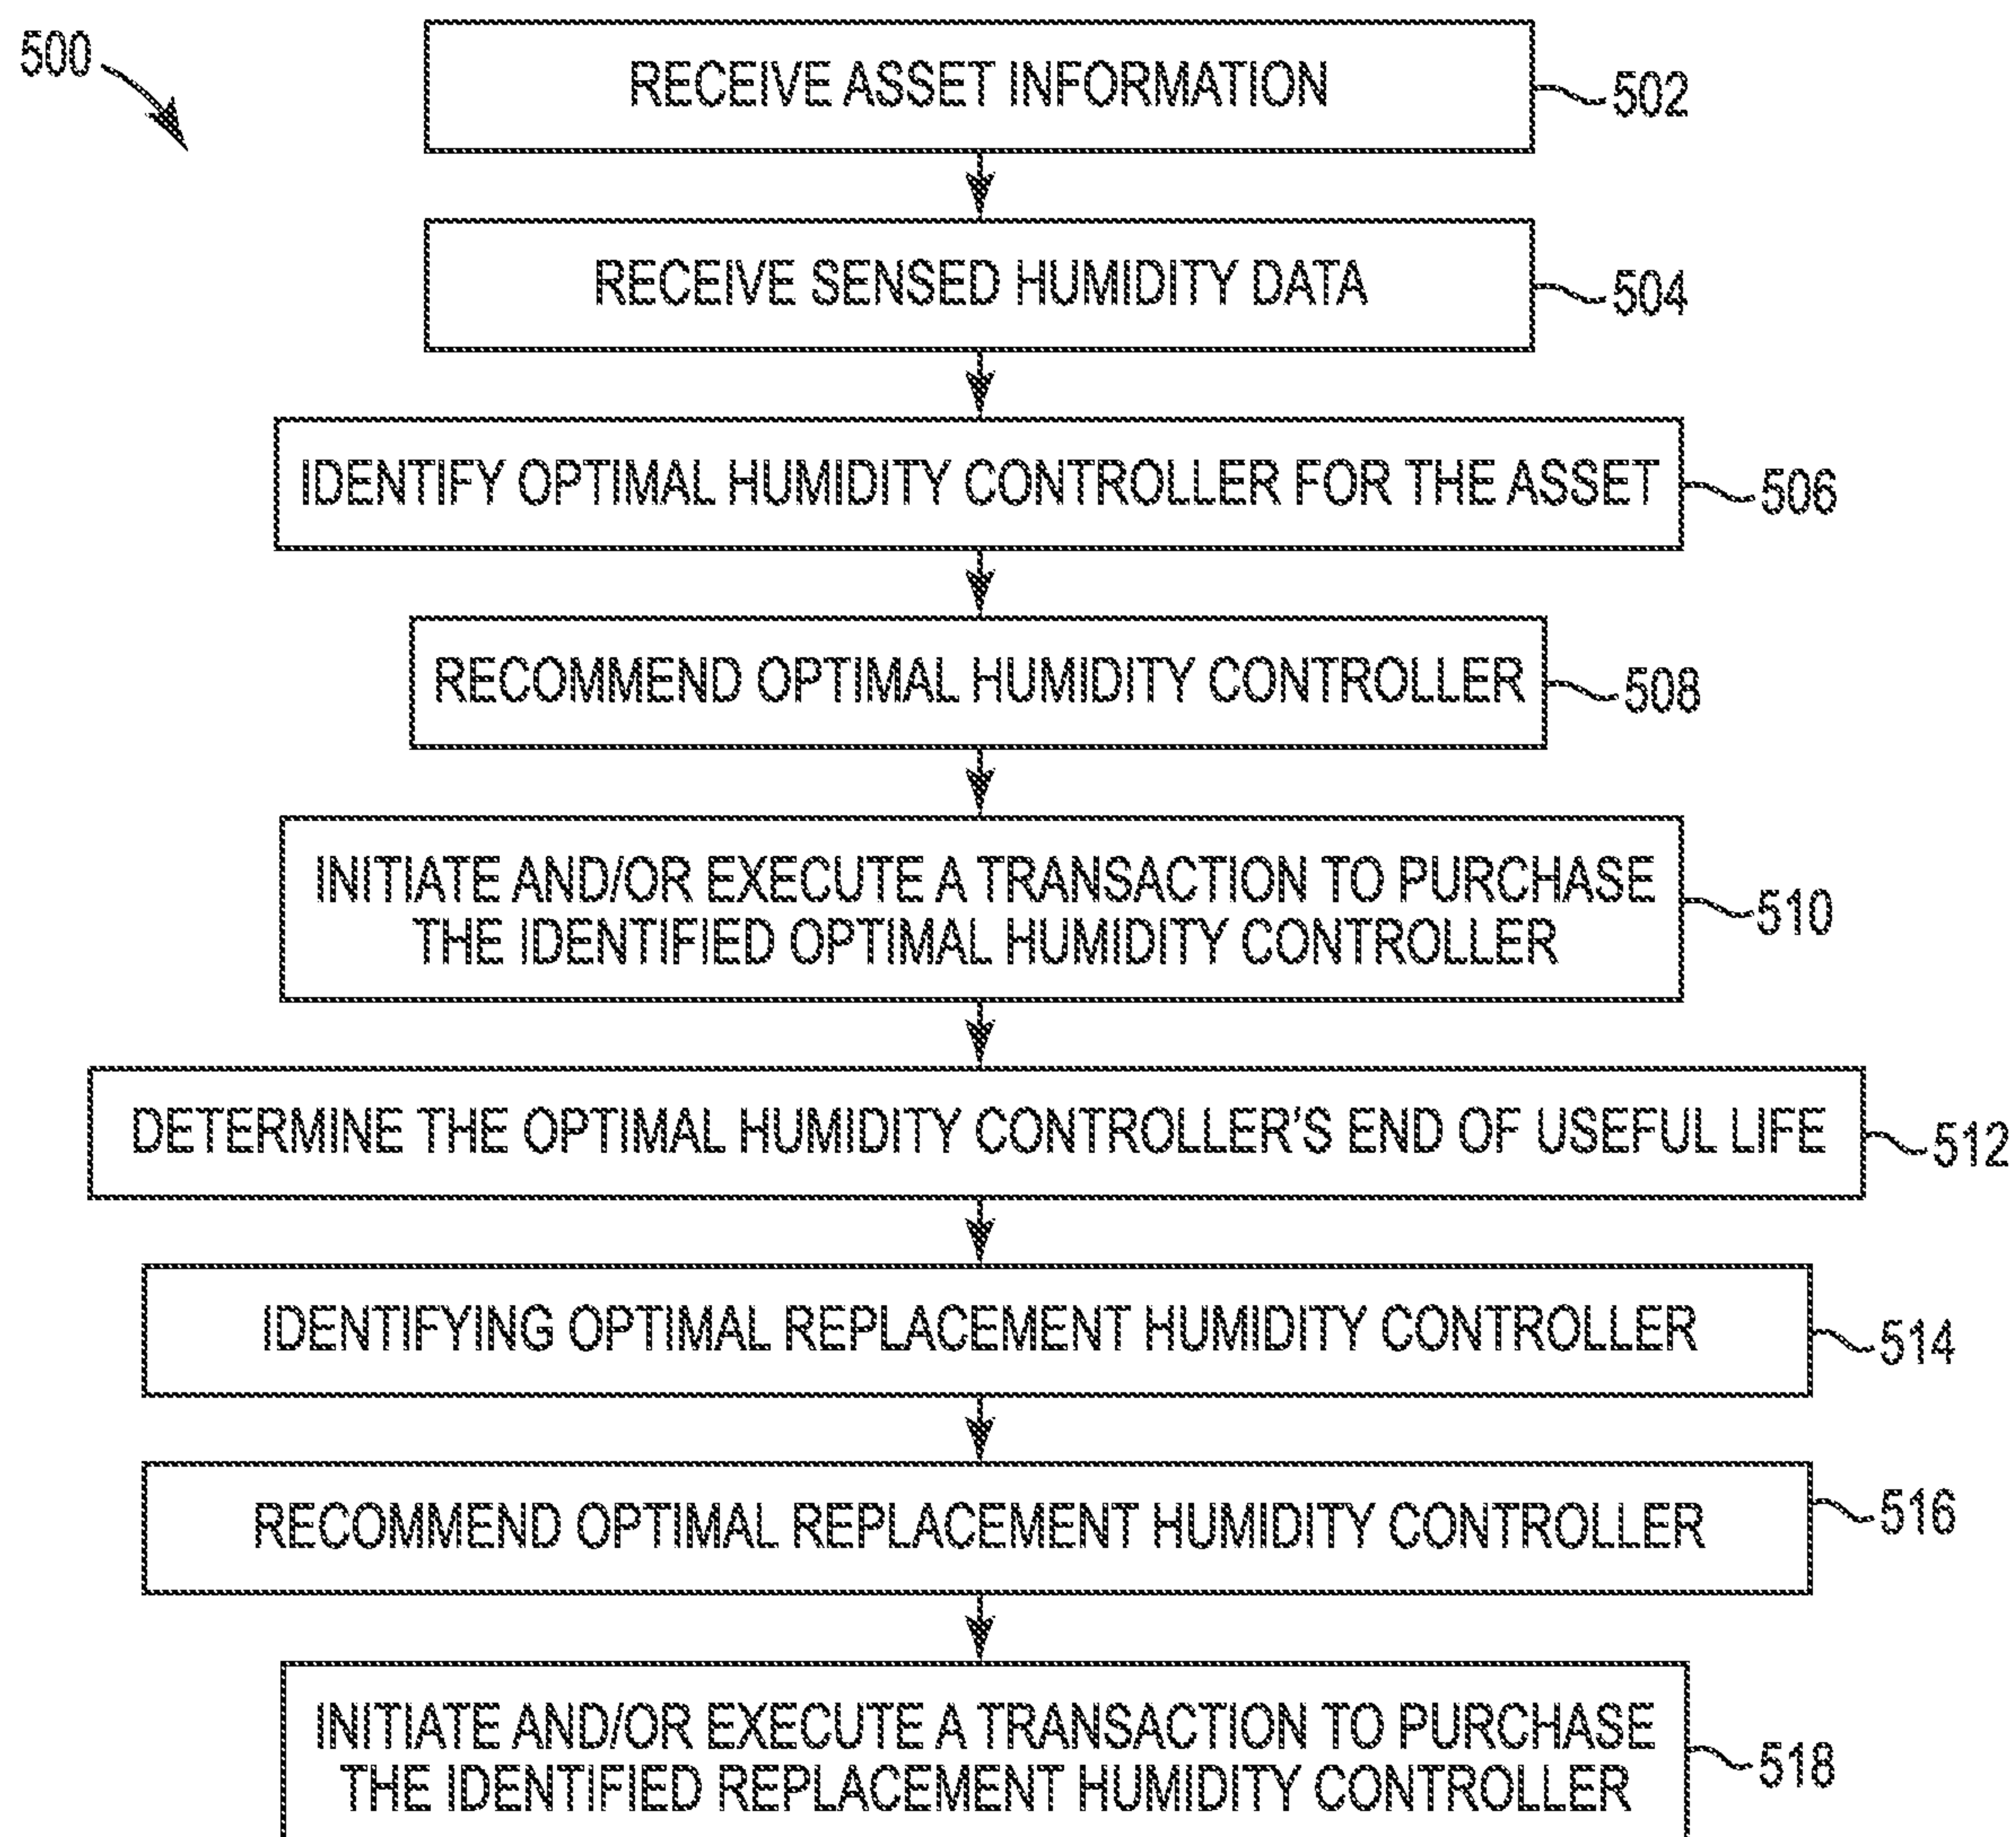 500
RECEIVE ASSET INFORMATION
502
RECEIVE SENSED HUMIDITY DATA
504
IDENTIFY OPTIMAL HUMIDITY CONTROLLER FOR THE ASSET
506
RECOMMEND OPTIMAL HUMIDITY CONTROLLER
508
INITIATE AND/OR EXECUTE A TRANSACTION TO PURCHASE
THE IDENTIFIED OPTIMAL HUMIDITY CONTROLLER
510
DETERMINE THE OPTIMAL HUMIDITY CONTROLLER'S END OF USEFUL LIFE
512
IDENTIFYING OPTIMAL REPLACEMENT HUMIDITY CONTROLLER
514
RECOMMEND OPTIMAL REPLACEMENT HUMIDITY CONTROLLER
516
INITIATE AND/OR EXECUTE A TRANSACTION TO PURCHASE
THE IDENTIFIED REPLACEMENT HUMIDITY CONTROLLER
518